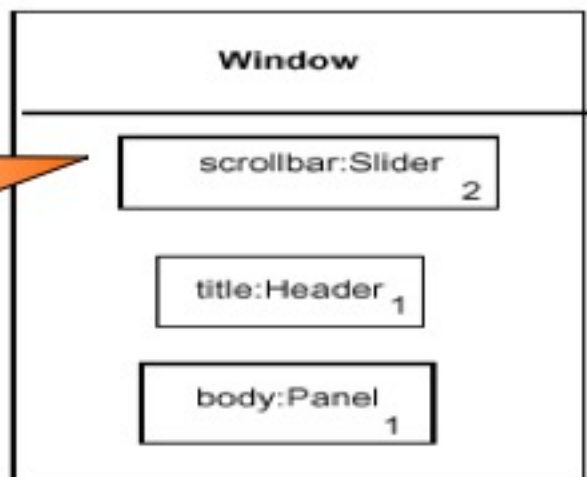 Window
scrollbar:Slider
2
title:Header
1
body:Panel
1